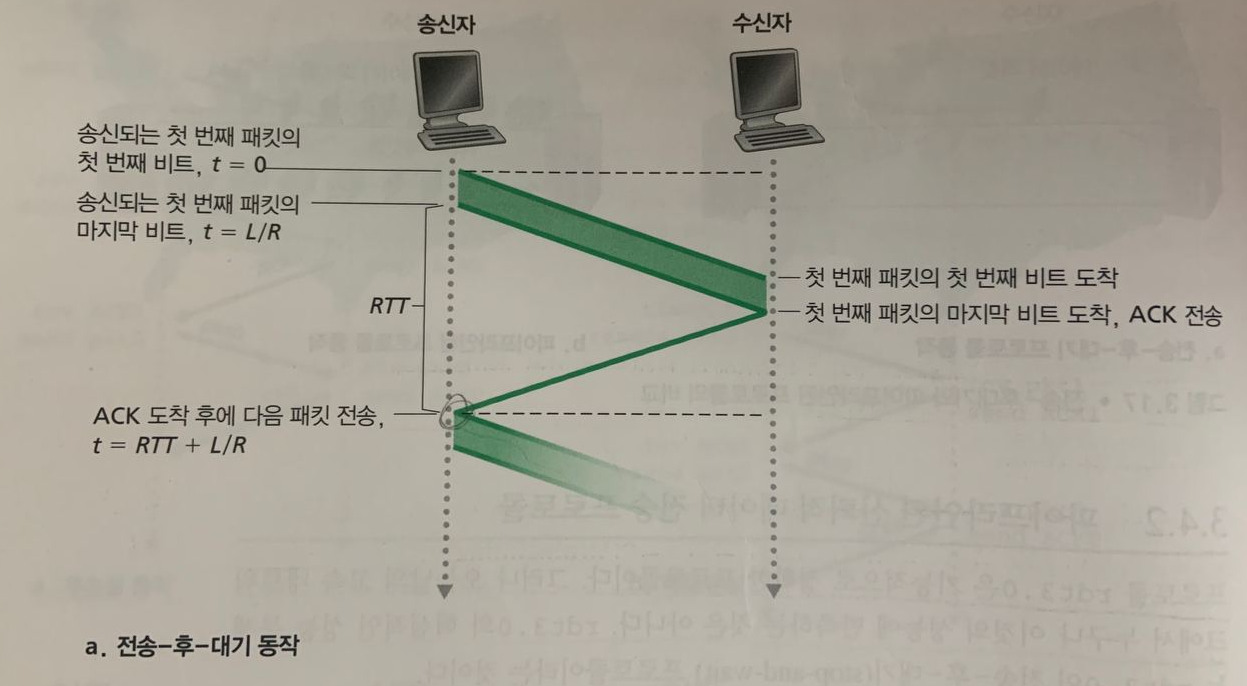 송신자
수신자
송신되는 첫 번째 패킷의
첫 번째 비트, t = 0
송신되는 첫 번째 패킷의
마지막 비트, t = L/R
첫 번째 패킷의 첫 번째 비트 도착
RTT
첫 번째 패킷의 마지막 비트 도착, ACK 전송
ACK 도착 후에 다음 패킷 전송,
t = RTT + L/R
a. 전송-후-대기 동작